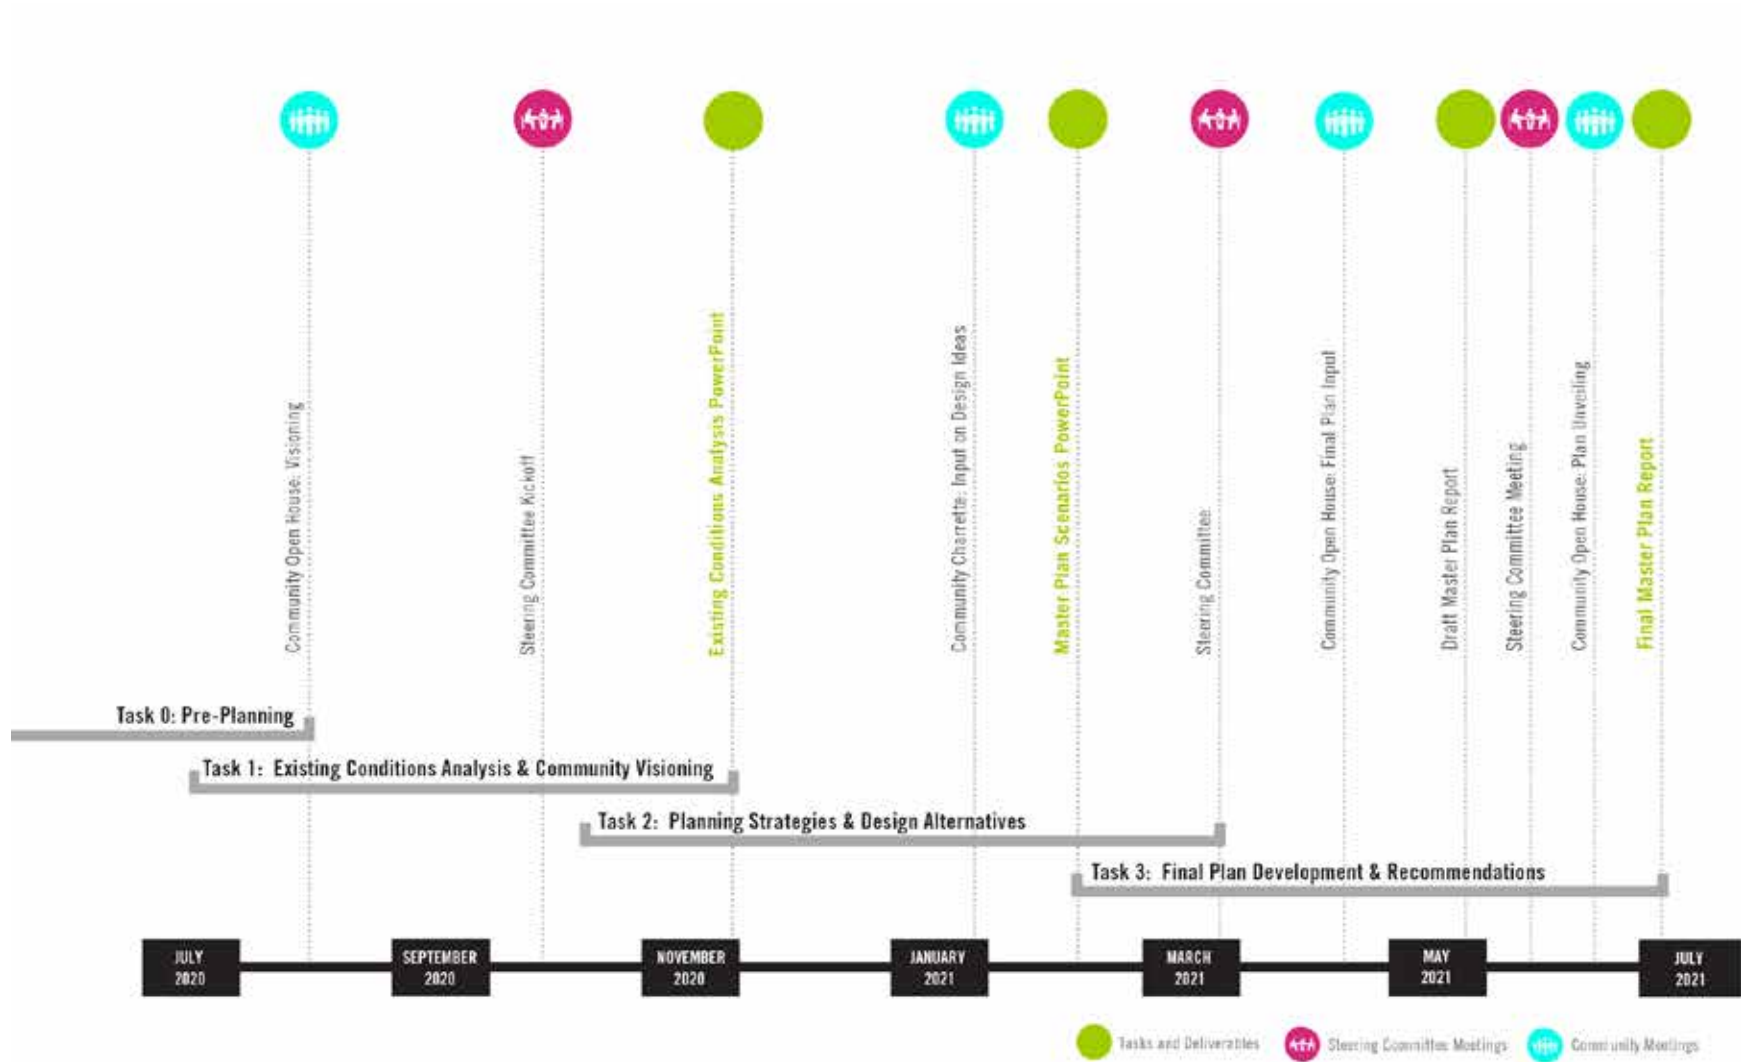 Community Open House: Visioning
Steering Committee Kickoff
Existing Conditions Analysis PowerPoint
Community Charrette: Input on Design Ideas
Master Plan Scenarios PowerPoint
Steering Committee
Community Open House: Final Plan Input
Draft Master Plan Report
Steering Committee Meeting
Community Open House: Plan Unveiling
Final Master Plan Report
Task 0: Pre-Planning
Task 1: Existing Conditions Analysis & Community Visioning
Task 2: Planning Strategies & Design Alternatives
Task 3: Final Plan Development & Recommendations
JULY
2020
SEPTEMBER
2020
NOVEMBER
2020
JANUARY
2021
MARCH
2021
MAY
2021
JULY
2021
Tasks and Deliverables
Steering Committee Meetings
Community Meetings